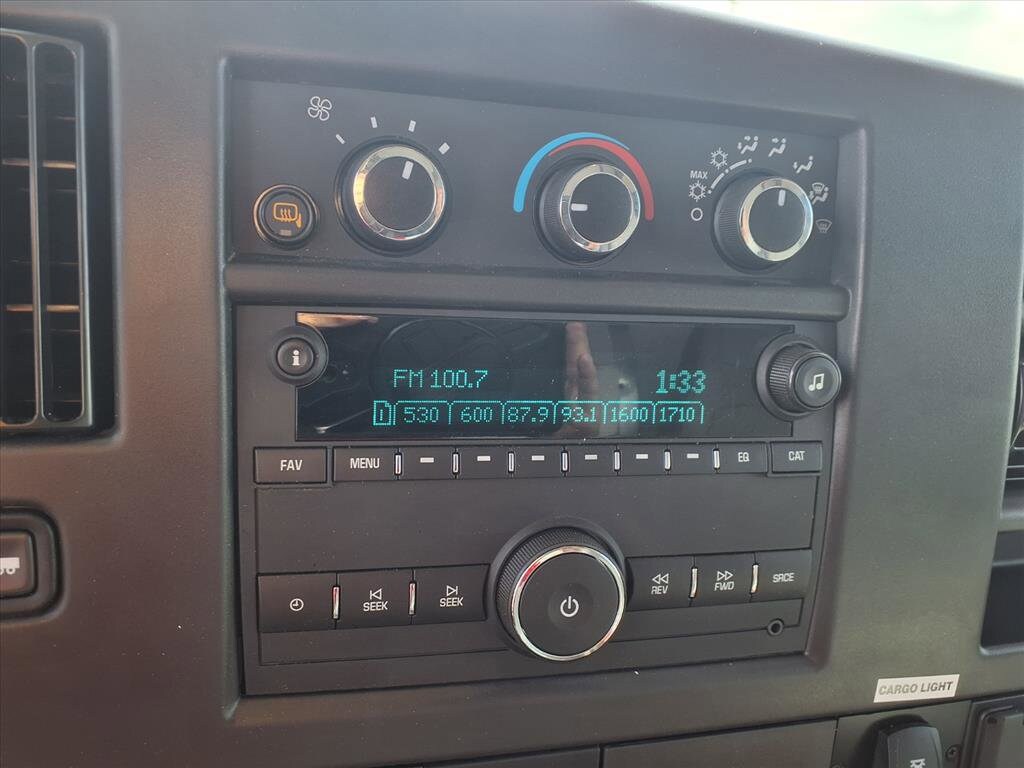 MAX
i
FM 100.7 1:33
1 530 600 87.9 93.1 1600 1710
FAV MENU EQ CAT
SEEK SEEK REV FWD SRCE
CARGO LIGHT